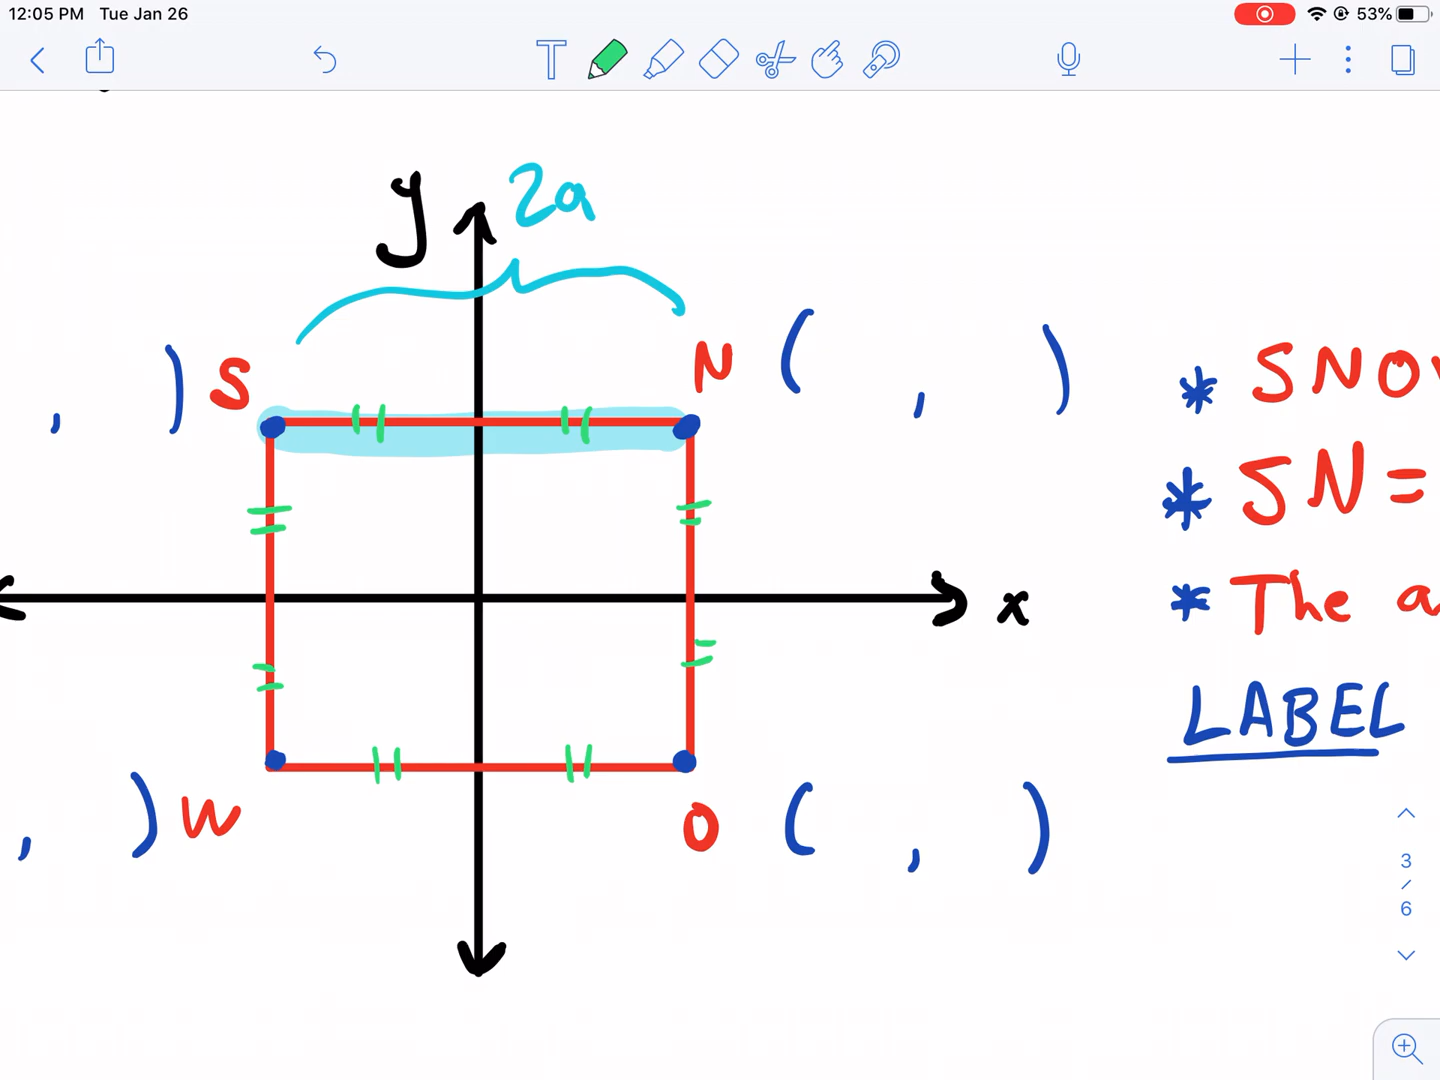 12:05 PM Tue Jan 26
53%
T
y
2a
, ) S
N ( , )
* SNO
* SN =
x
* The a
LABEL
, ) W
O ( , )
3
/
6